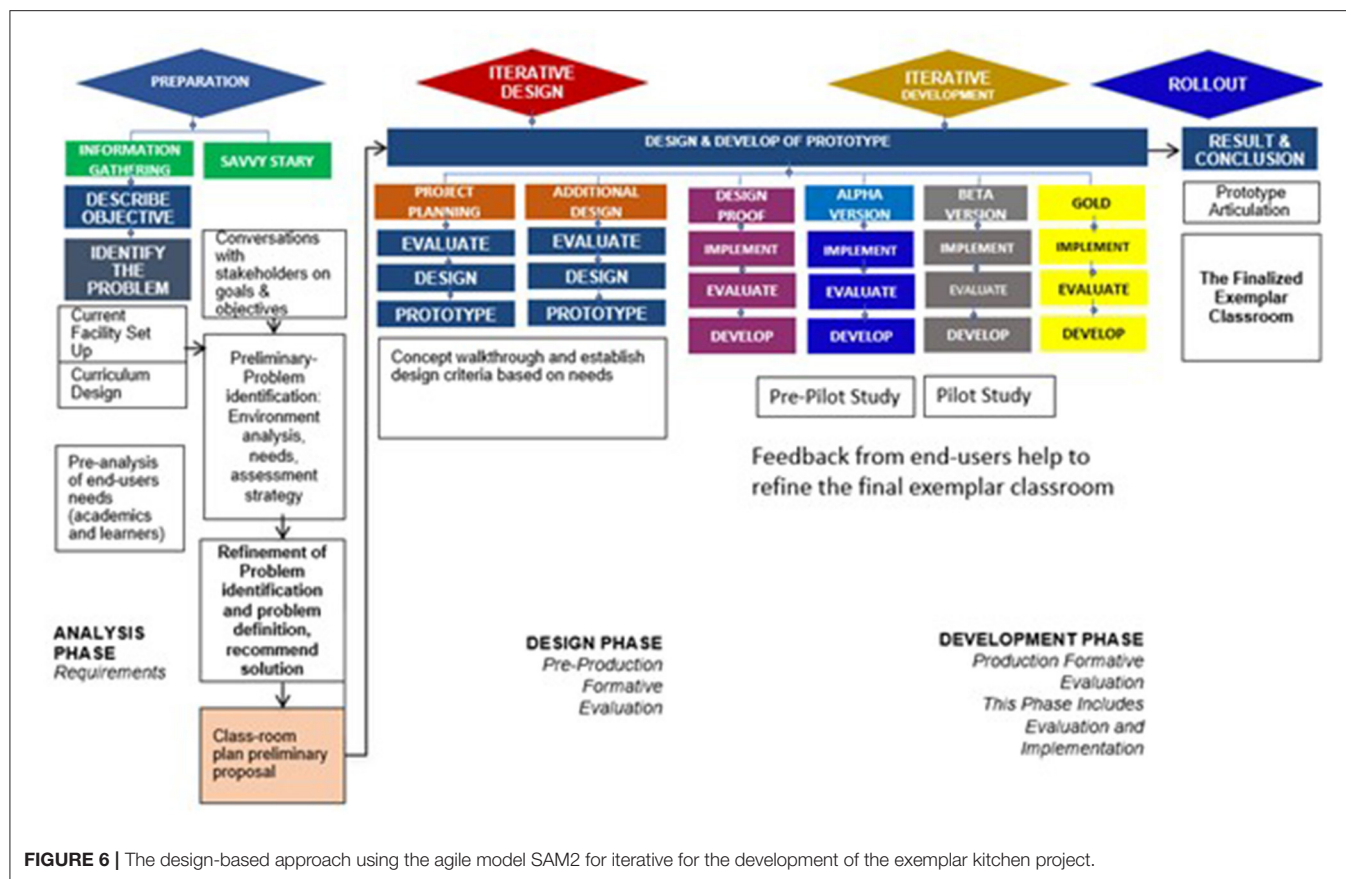 PREPARATION
ITERATIVE
DESIGN
ITERATIVE
DEVELOPMENT
ROLLOUT
INFORMATION
GATHERING
SAVVY STARY
DESCRIBE
OBJECTIVE
IDENTIFY
THE
PROBLEM
Current
Facility Set
Up
Curriculum
Design
Pre-analysis
of end-users
needs
(academics
and learners)
ANALYSIS
PHASE
Requirements
Conversations
with
stakeholders on
goals &
objectives
Preliminary-
Problem
identification:
Environment
analysis,
needs,
assessment
strategy
Refinement of
Problem
identification
and problem
definition,
recommend
solution
Class-room
plan preliminary
proposal
DESIGN & DEVELOP OF PROTOTYPE
PROJECT
PLANNING
EVALUATE
DESIGN
PROTOTYPE
ADDITIONAL
DESIGN
EVALUATE
DESIGN
PROTOTYPE
Concept walkthrough and establish
design criteria based on needs
DESIGN
PROOF
IMPLEMENT
EVALUATE
DEVELOP
ALPHA
VERSION
IMPLEMENT
EVALUATE
DEVELOP
BETA
VERSION
IMPLEMENT
EVALUATE
DEVELOP
GOLD
IMPLEMENT
EVALUATE
DEVELOP
Pre-Pilot Study
Pilot Study
Feedback from end-users help to
refine the final exemplar classroom
DESIGN PHASE
Pre-Production
Formative
Evaluation
DEVELOPMENT PHASE
Production Formative
Evaluation
This Phase Includes
Evaluation and
Implementation
RESULT &
CONCLUSION
Prototype
Articulation
The Finalized
Exemplar
Classroom
FIGURE 6 | The design-based approach using the agile model SAM2 for iterative for the development of the exemplar kitchen project.